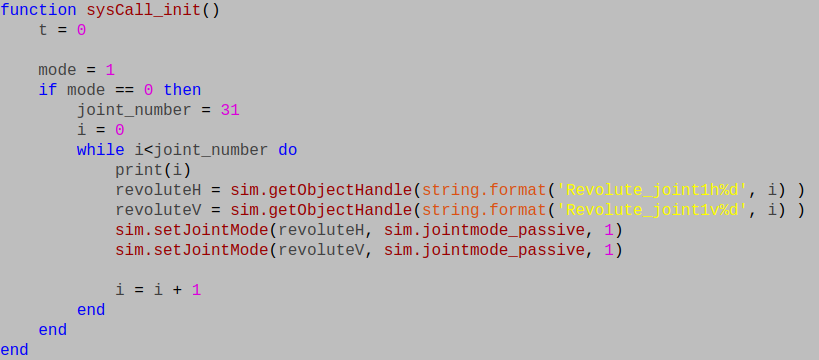 function sysCall_init()
    t = 0

    mode = 1
    if mode == 0 then
        joint_number = 31
        i = 0
        while i<joint_number do
            print(i)
            revoluteH = sim.getObjectHandle(string.format('Revolute_joint1h%d', i) )
            revoluteV = sim.getObjectHandle(string.format('Revolute_joint1v%d', i) )
            sim.setJointMode(revoluteH, sim.jointmode_passive, 1)
            sim.setJointMode(revoluteV, sim.jointmode_passive, 1)

            i = i + 1
        end
    end
end